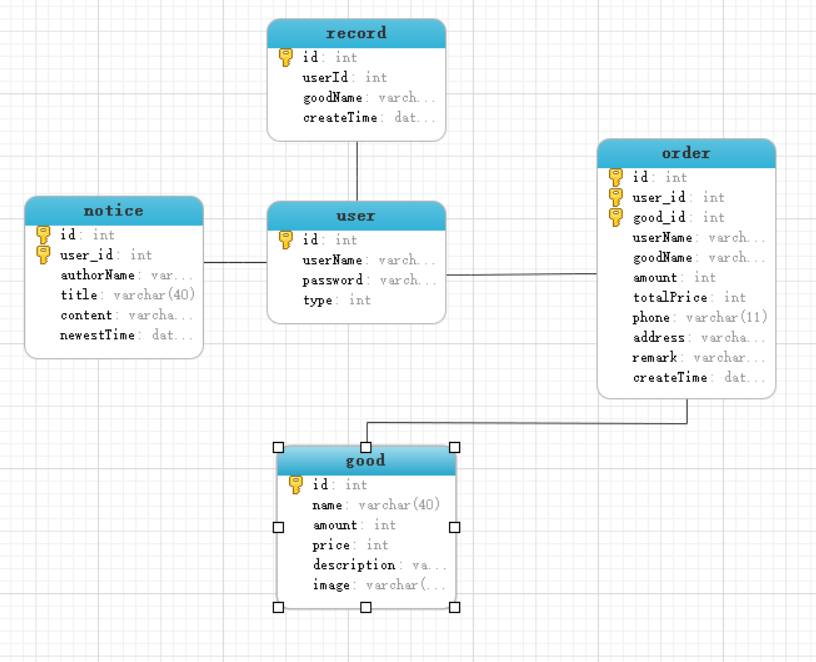 record
id: int
userId: int
goodName: varch...
createTime: dat...
notice
id: int
user_id: int
authorName: var...
title: varchar(40)
content: varcha...
newestTime: dat...
user
id: int
userName: varch...
password: varch...
type: int
order
id: int
user_id: int
good_id: int
userName: varch...
goodName: varch...
amount: int
totalPrice: int
phone: varchar(11)
address: varcha...
remark: varchar...
createTime: dat...
good
id: int
name: varchar(40)
amount: int
price: int
description: va...
image: varchar(...